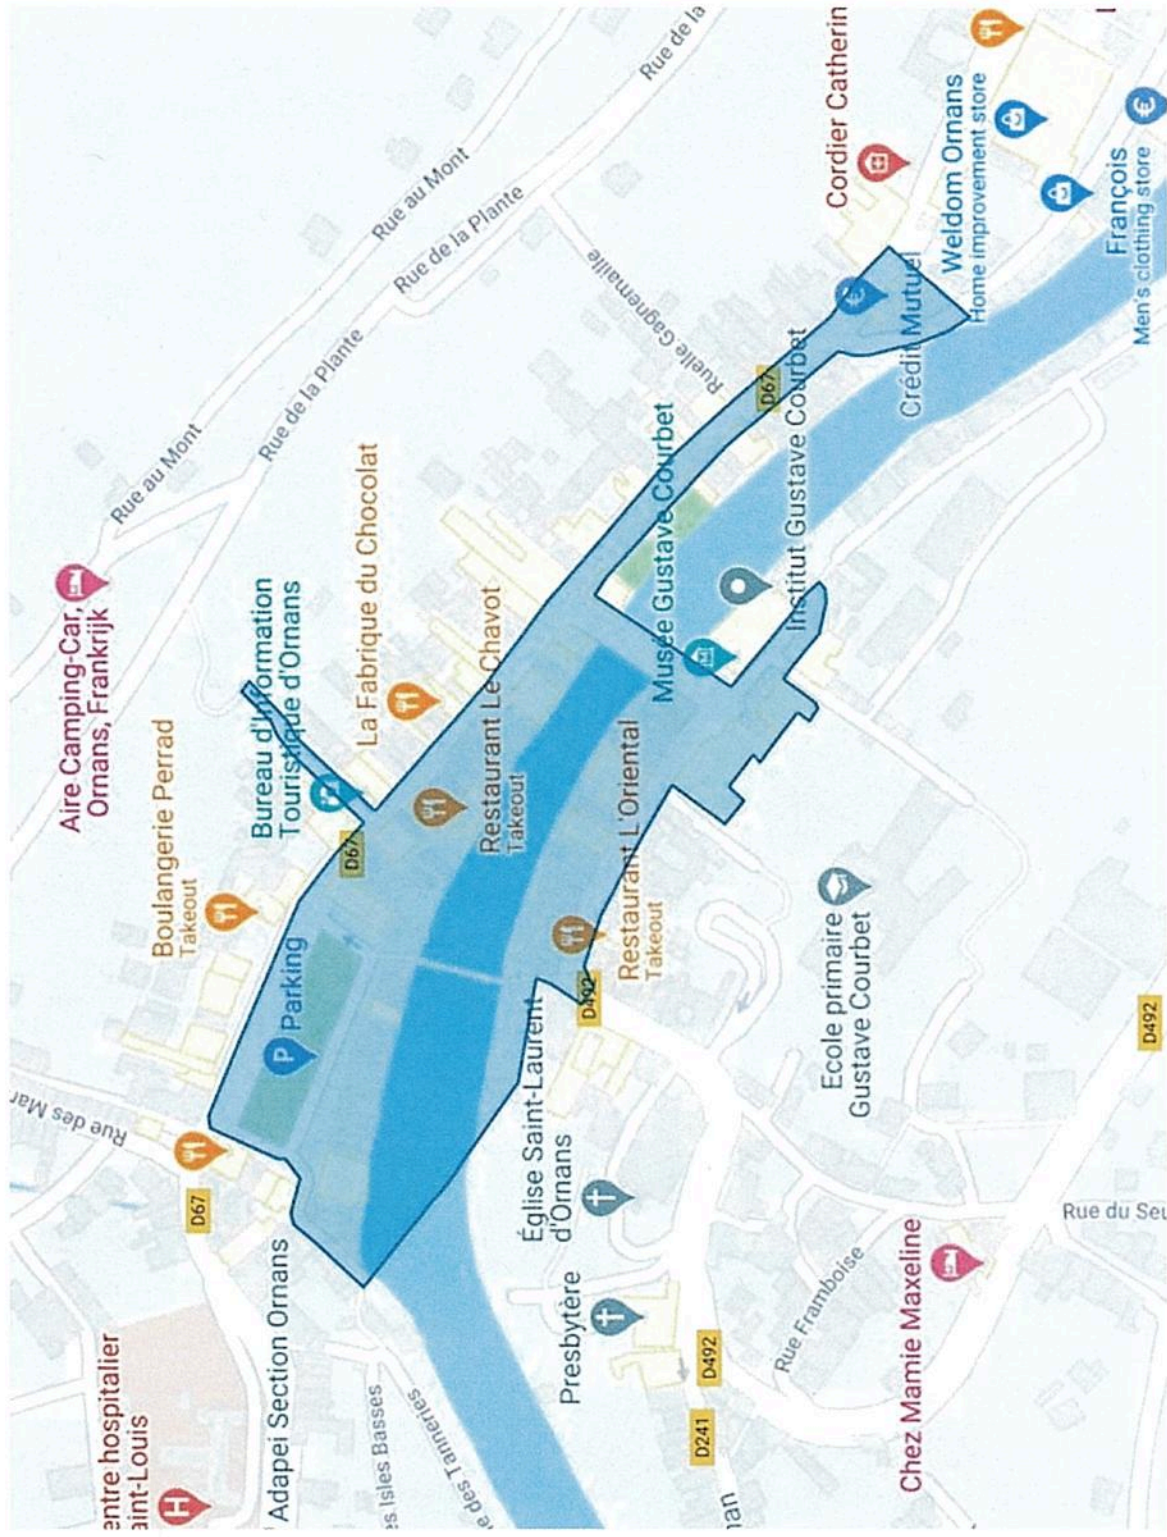 Aire Camping-Car,
Ornans, Frankrijk
Rue au Mont
Rue au Mont
Rue de la
Rue de la Plante
Rue de la Plante
Boulangerie Perrad
Takeout
Bureau d'Information
Touristique d'Ornans
La Fabrique du Chocolat
D67
Restaurant Le Chavot
Takeout
Ruelle Gagnemaille
Cordier Catherin
Weldom Ornans
Home improvement store
François
Men's clothing store
Crédit Mutuel
D67
Musée Gustave Courbet
Institut Gustave Courbet
Restaurant L'Oriental
Takeout
P Parking
Rue des Mar
D67
Adapei Section Ornans
entre hospitalier
aint-Louis
H
es Isles Basses
e des Tanneries
Église Saint-Laurent
d'Ornans
D492
Presbytère
Ecole primaire
Gustave Courbet
D492
D492
D241
Rue Framboise
Rue du Seu
Chez Mamie Maxeline
nan
€
€